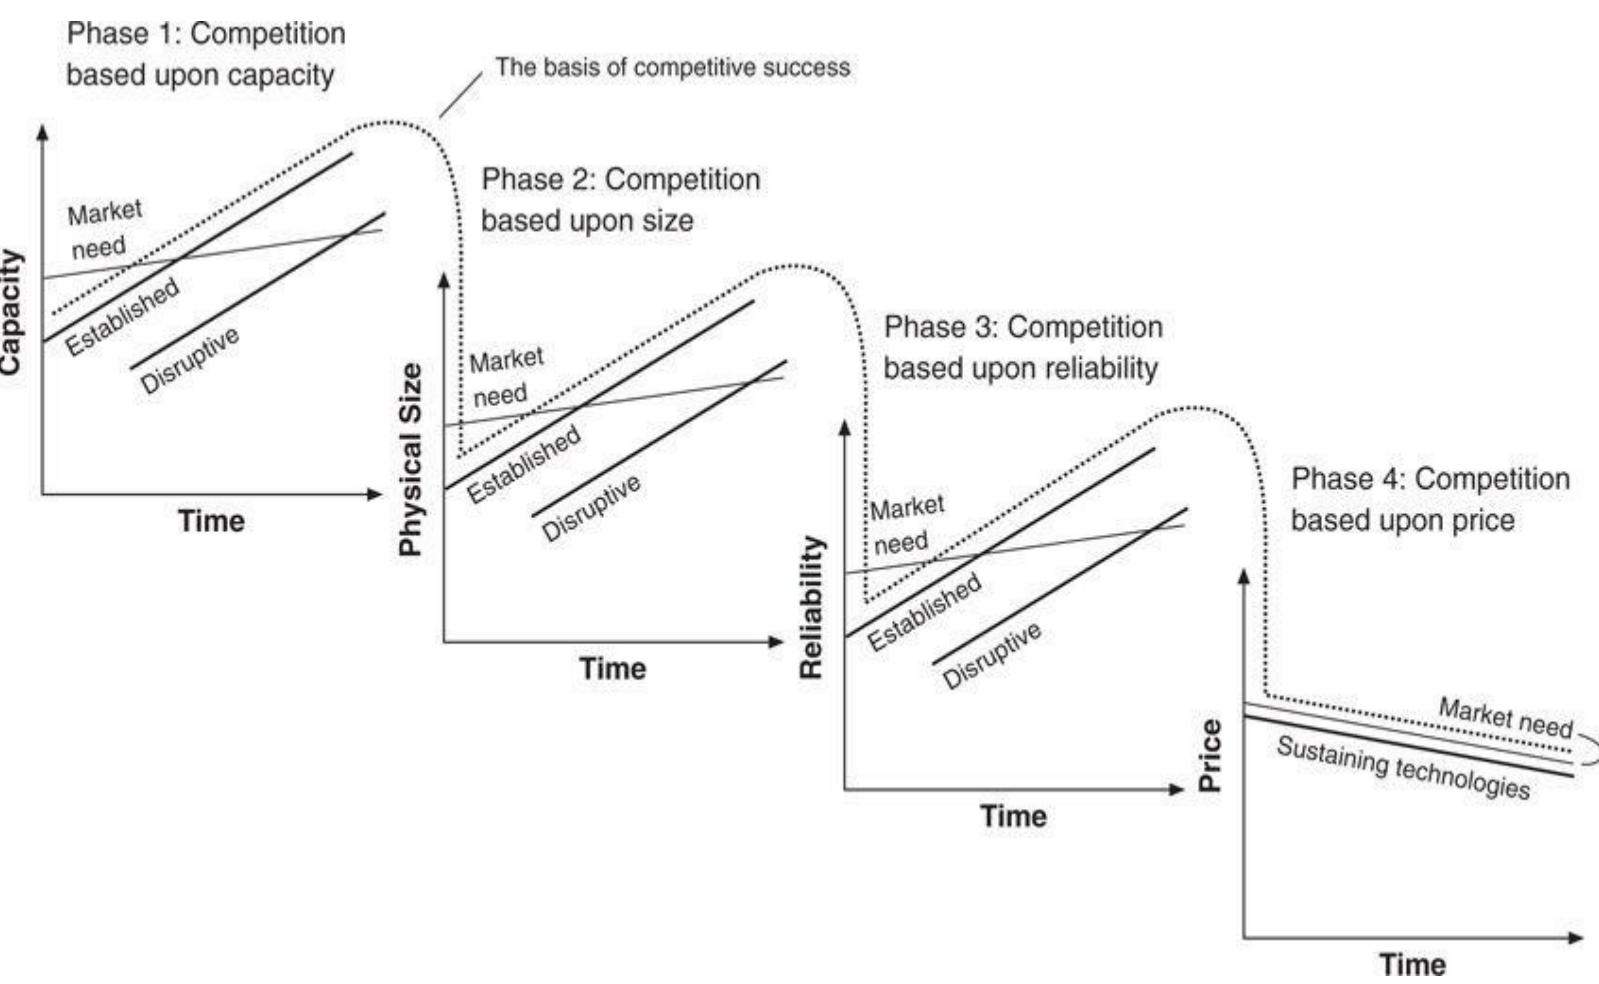 Phase 1: Competition
based upon capacity
The basis of competitive success
Capacity
Market
need
Established
Disruptive
Time
Phase 2: Competition
based upon size
Physical Size
Market
need
Established
Disruptive
Time
Phase 3: Competition
based upon reliability
Reliability
Market
need
Established
Disruptive
Time
Phase 4: Competition
based upon price
Price
Market need
Sustaining technologies
Time